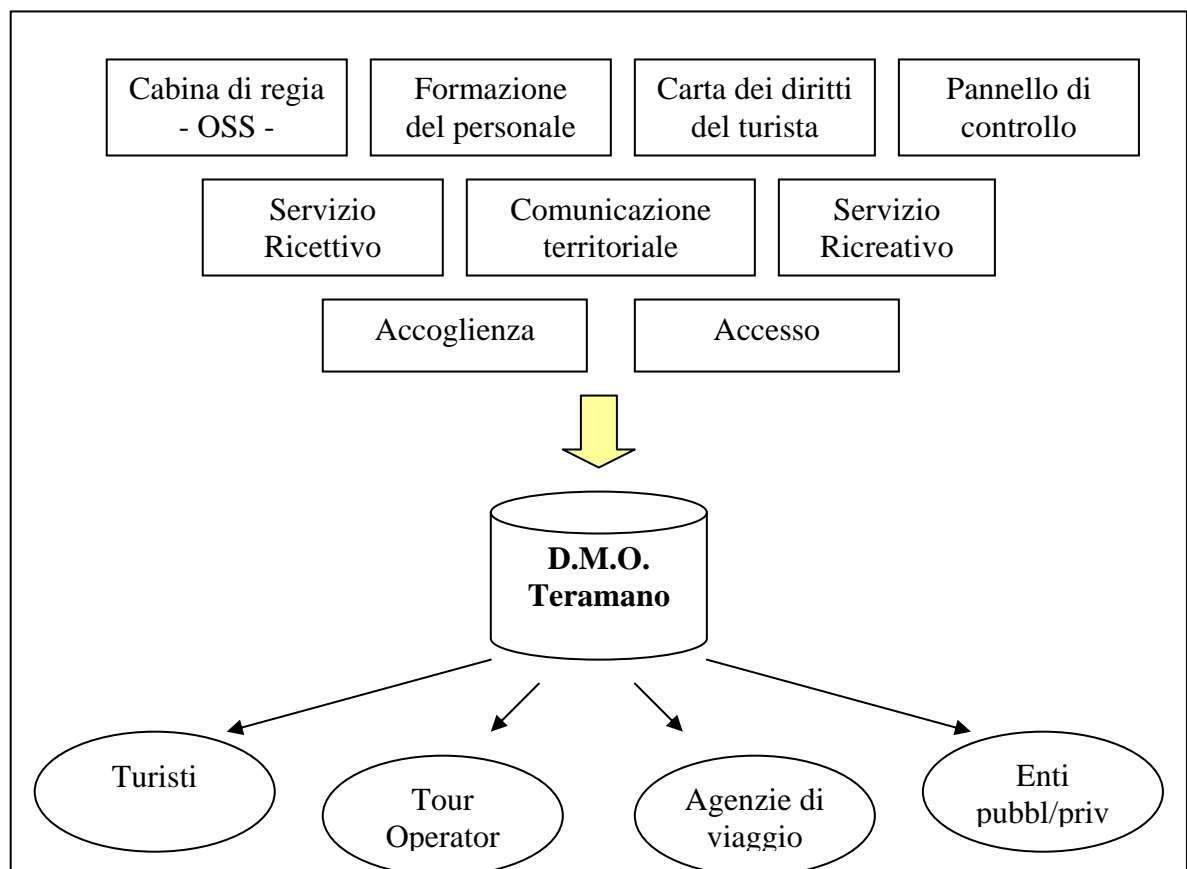 Cabina di regia
- OSS -
Formazione
del personale
Carta dei diritti
del turista
Pannello di
controllo
Servizio
Ricettivo
Comunicazione
territoriale
Servizio
Ricreativo
Accoglienza
Accesso
D.M.O.
Teramano
Turisti
Tour
Operator
Agenzie di
viaggio
Enti
pubbl/priv